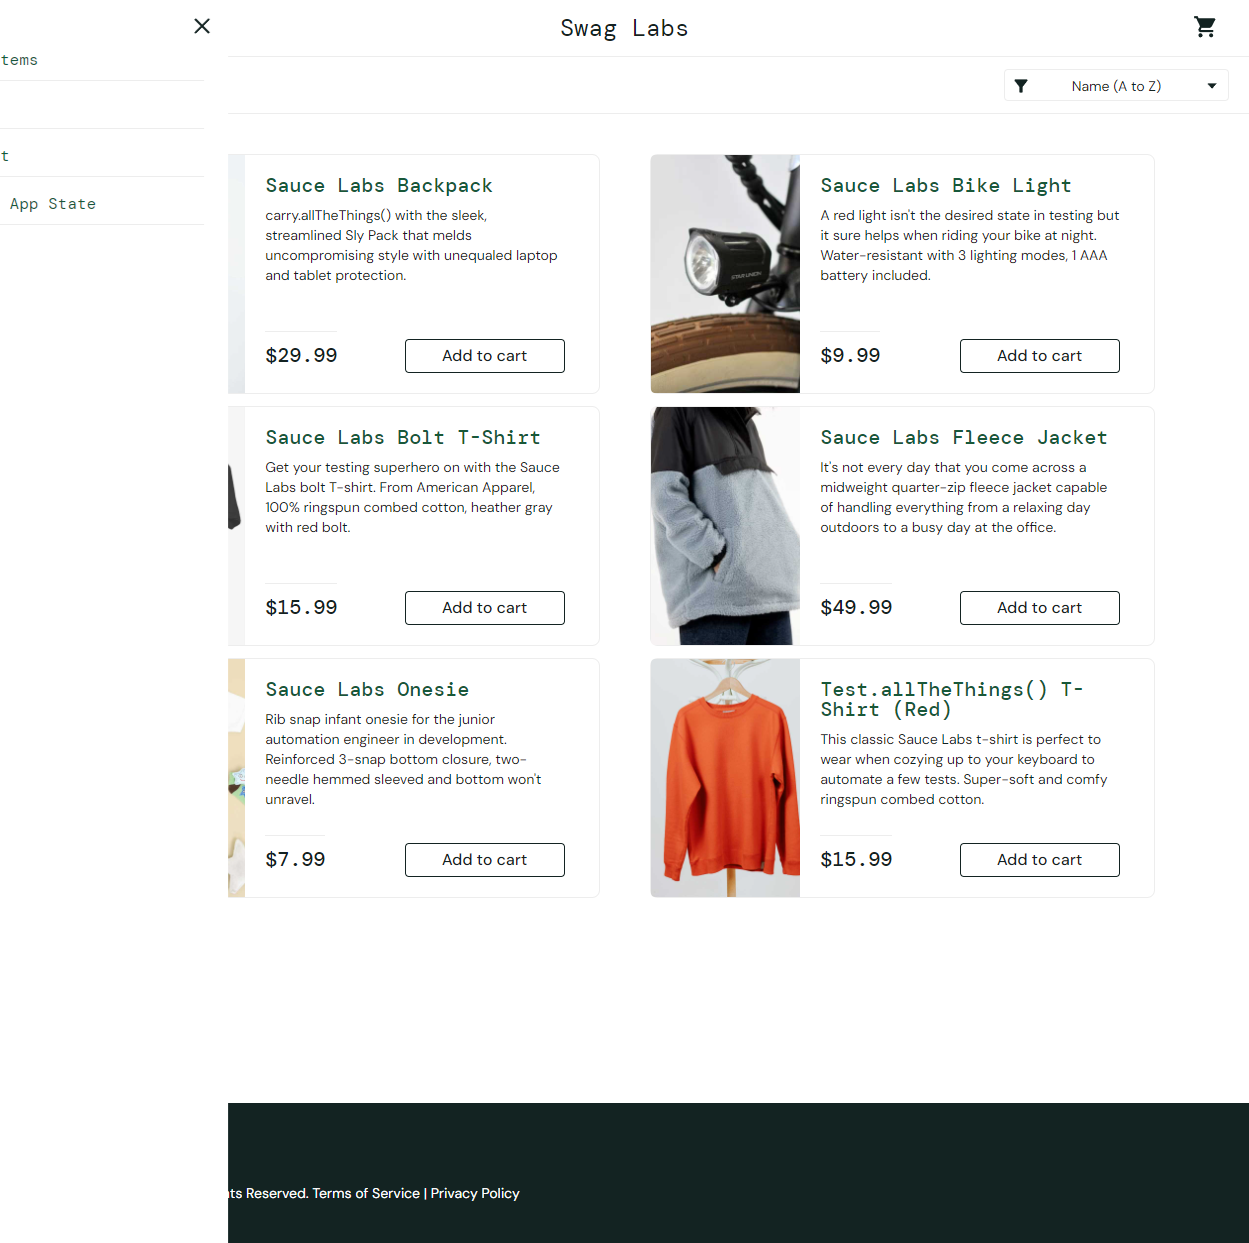 tems
t
App State
Swag Labs
Name (A to Z)
Sauce Labs Backpack
carry.allTheThings() with the sleek,
streamlined Sly Pack that melds
uncompromising style with unequaled laptop
and tablet protection.
$29.99
Add to cart
Sauce Labs Bike Light
A red light isn't the desired state in testing but
it sure helps when riding your bike at night.
Water-resistant with 3 lighting modes, 1 AAA
battery included.
$9.99
Add to cart
Sauce Labs Bolt T-Shirt
Get your testing superhero on with the Sauce
Labs bolt T-shirt. From American Apparel,
100% ringspun combed cotton, heather gray
with red bolt.
$15.99
Add to cart
Sauce Labs Fleece Jacket
It's not every day that you come across a
midweight quarter-zip fleece jacket capable
of handling everything from a relaxing day
outdoors to a busy day at the office.
$49.99
Add to cart
Sauce Labs Onesie
Rib snap infant onesie for the junior
automation engineer in development.
Reinforced 3-snap bottom closure, two-
needle hemmed sleeved and bottom won't
unravel.
$7.99
Add to cart
Test.allTheThings() T-
Shirt (Red)
This classic Sauce Labs t-shirt is perfect to
wear when cozying up to your keyboard to
automate a few tests. Super-soft and comfy
ringspun combed cotton.
$15.99
Add to cart
ts Reserved. Terms of Service | Privacy Policy